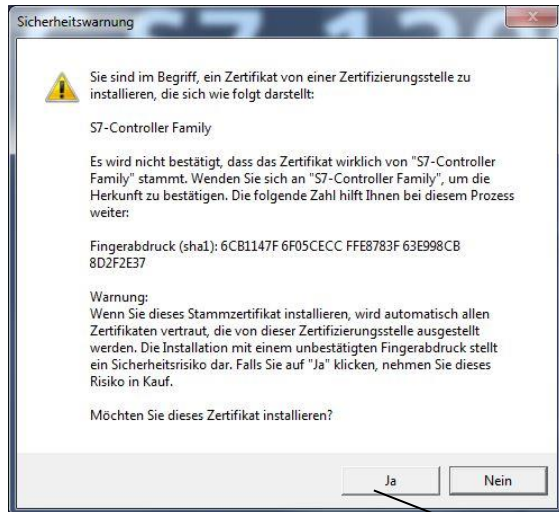 Sicherheitswarnung
Sie sind im Begriff, ein Zertifikat von einer Zertifizierungsstelle zu
installieren, die sich wie folgt darstellt:
S7-Controller Family
Es wird nicht bestätigt, dass das Zertifikat wirklich von "S7-Controller
Family" stammt. Wenden Sie sich an "S7-Controller Family", um die
Herkunft zu bestätigen. Die folgende Zahl hilft Ihnen bei diesem Prozess
weiter:
Fingerabdruck (sha1): 6CB1147F 6F05CECC FFE8783F 63E998CB
8D2F2E37
Warnung:
Wenn Sie dieses Stammzertifikat installieren, wird automatisch allen
Zertifikaten vertraut, die von dieser Zertifizierungsstelle ausgestellt
werden. Die Installation mit einem unbestätigten Fingerabdruck stellt
ein Sicherheitsrisiko dar. Falls Sie auf "Ja" klicken, nehmen Sie dieses
Risiko in Kauf.
Möchten Sie dieses Zertifikat installieren?
Ja
Nein